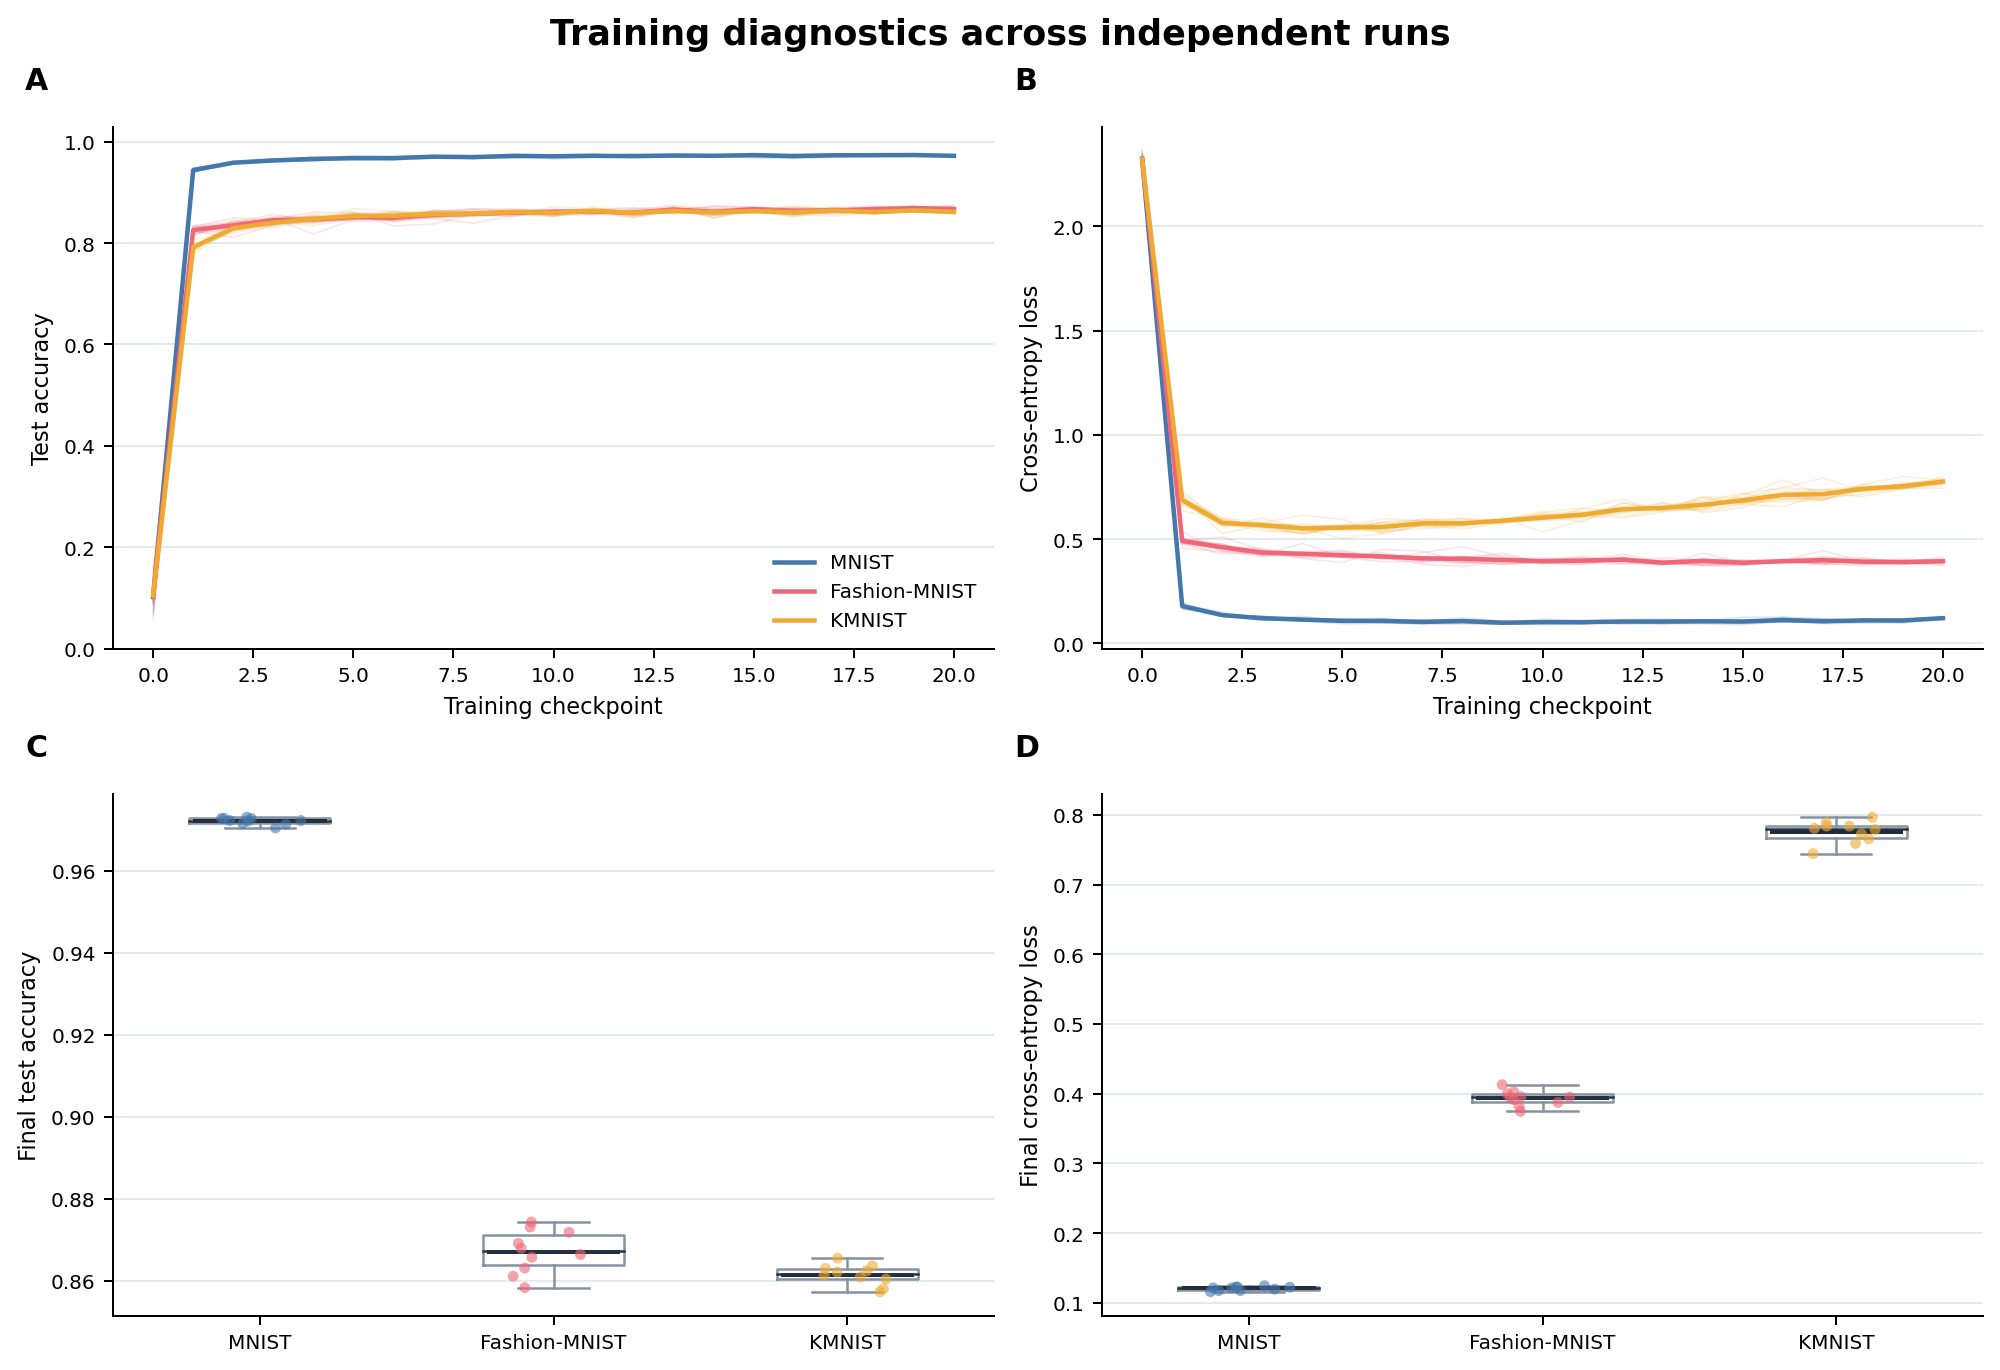 Training diagnostics across independent runs
A
Test accuracy
1.0
0.8
0.6
0.4
0.2
0.0
0.0 2.5 5.0 7.5 10.0 12.5 15.0 17.5 20.0
Training checkpoint
MNIST
Fashion-MNIST
KMNIST
B
Cross-entropy loss
2.0
1.5
1.0
0.5
0.0
0.0 2.5 5.0 7.5 10.0 12.5 15.0 17.5 20.0
Training checkpoint
C
Final test accuracy
0.96
0.94
0.92
0.90
0.88
0.86
MNIST Fashion-MNIST KMNIST
D
Final cross-entropy loss
0.8
0.7
0.6
0.5
0.4
0.3
0.2
0.1
MNIST Fashion-MNIST KMNIST